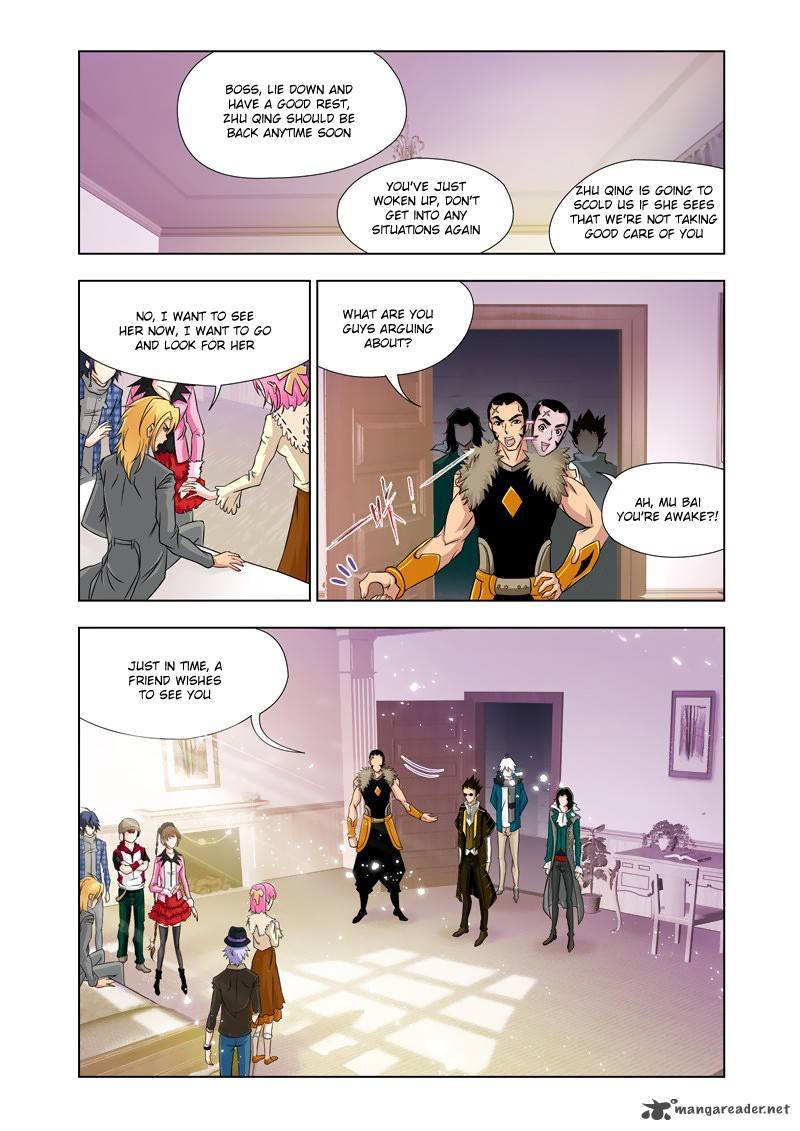 BOSS, LIE DOWN AND
HAVE A GOOD REST,
ZHU QING SHOULD BE
BACK ANYTIME SOON
YOU'VE JUST
WOKEN UP, DON'T
GET INTO ANY
SITUATIONS AGAIN
ZHU QING IS GOING TO
SCOLD US IF SHE SEES
THAT WE'RE NOT TAKING
GOOD CARE OF YOU
NO, I WANT TO SEE
HER NOW, I WANT TO GO
AND LOOK FOR HER
WHAT ARE YOU
GUYS ARGUING
ABOUT?
一咔!
AH, MU BAI
YOU'RE AWAKE?!
JUST IN TIME, A
FRIEND WISHES
TO SEE YOU
mangareader.net